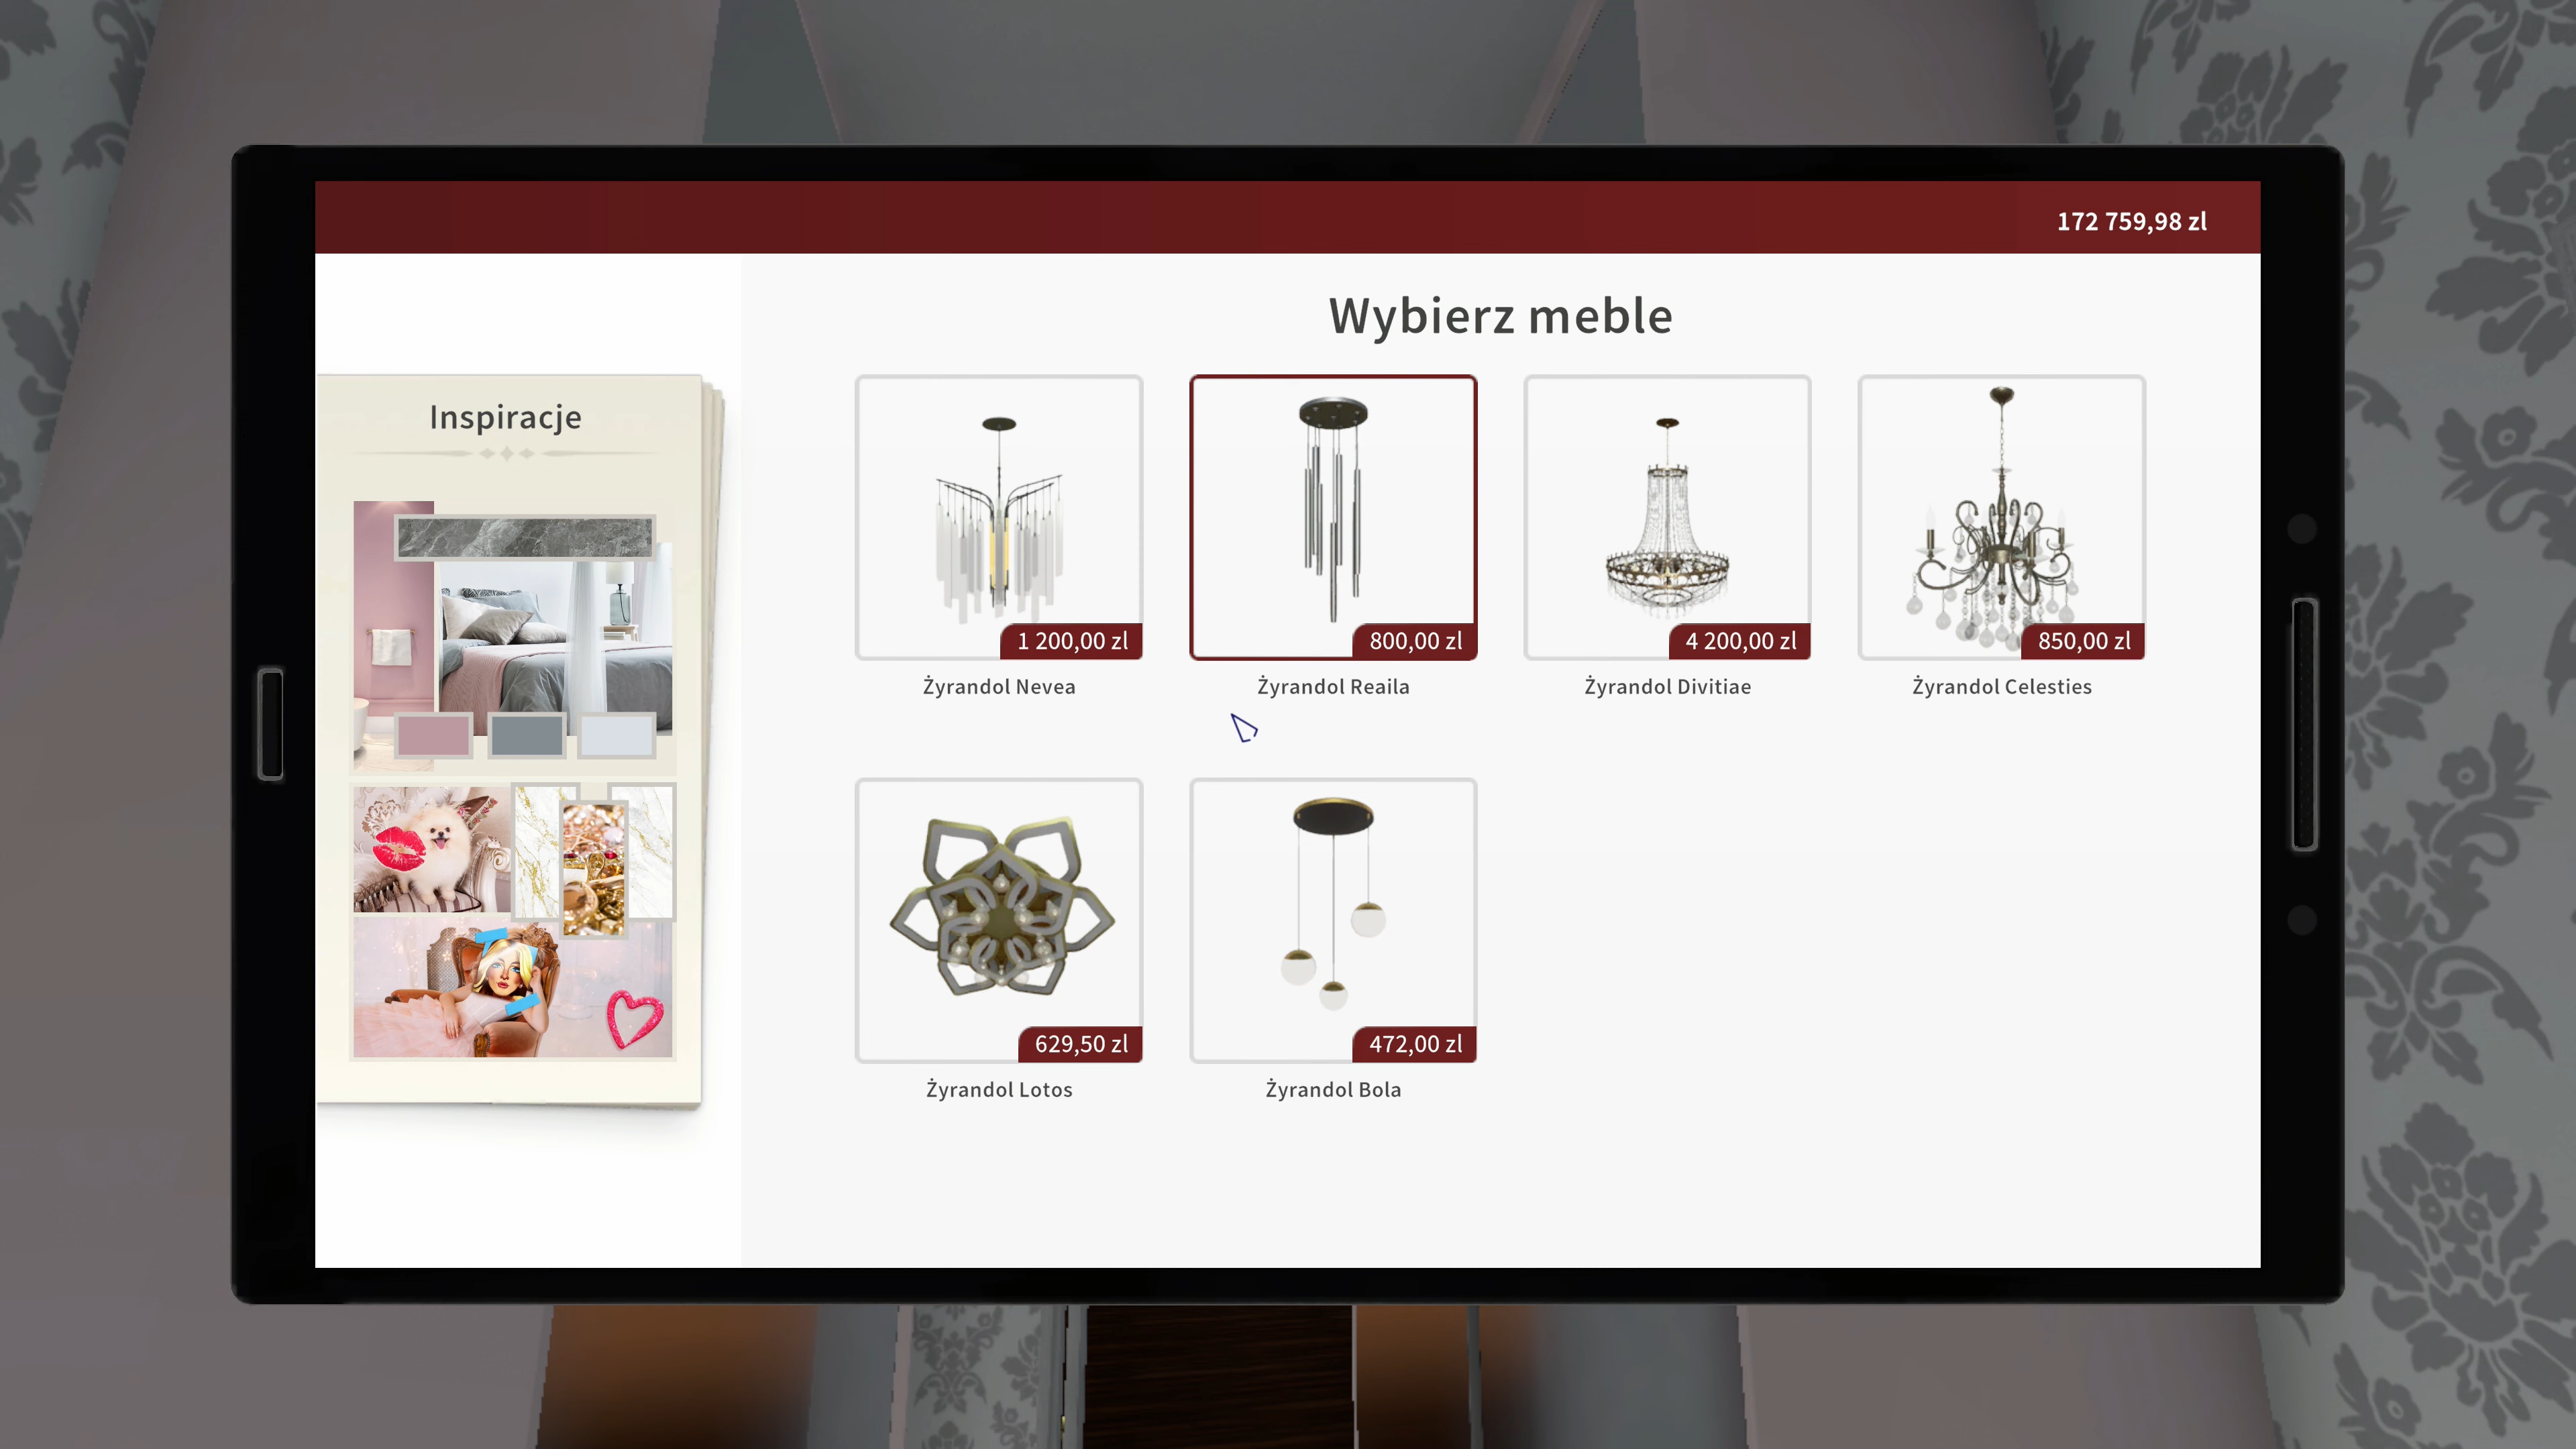 172 759,98 zl
Wybierz meble
Inspiracje
1 200,00 zl
800,00 zl
4 200,00 zl
850,00 zl
Żyrandol Nevea
Żyrandol Reaila
Żyrandol Divitiae
Żyrandol Celesties
629,50 zl
472,00 zl
Żyrandol Lotos
Żyrandol Bola